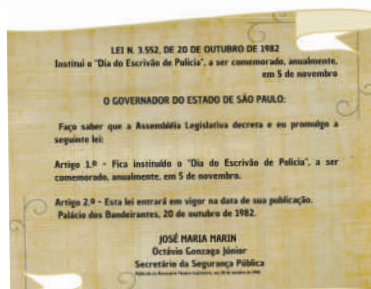 LEI N. 3.552, DE 20 DE OUTUBRO DE 1982
Institui o "Dia do Escrivão de Polícia", a ser comemorado, anualmente,
em 5 de novembro
O GOVERNADOR DO ESTADO DE SÃO PAULO:
Faço saber que a Assembléia Legislativa decreta e eu promulgo a
seguinte lei:
Artigo 1.º - Fica instituído o "Dia do Escrivão de Polícia", a ser
comemorado, anualmente, em 5 de novembro.
Artigo 2.º - Esta lei entrará em vigor na data de sua publicação.
Palácio dos Bandeirantes, 20 de outubro de 1982.
JOSÉ MARIA MARIN
Octávio Gonzaga Júnior
Secretário da Segurança Pública